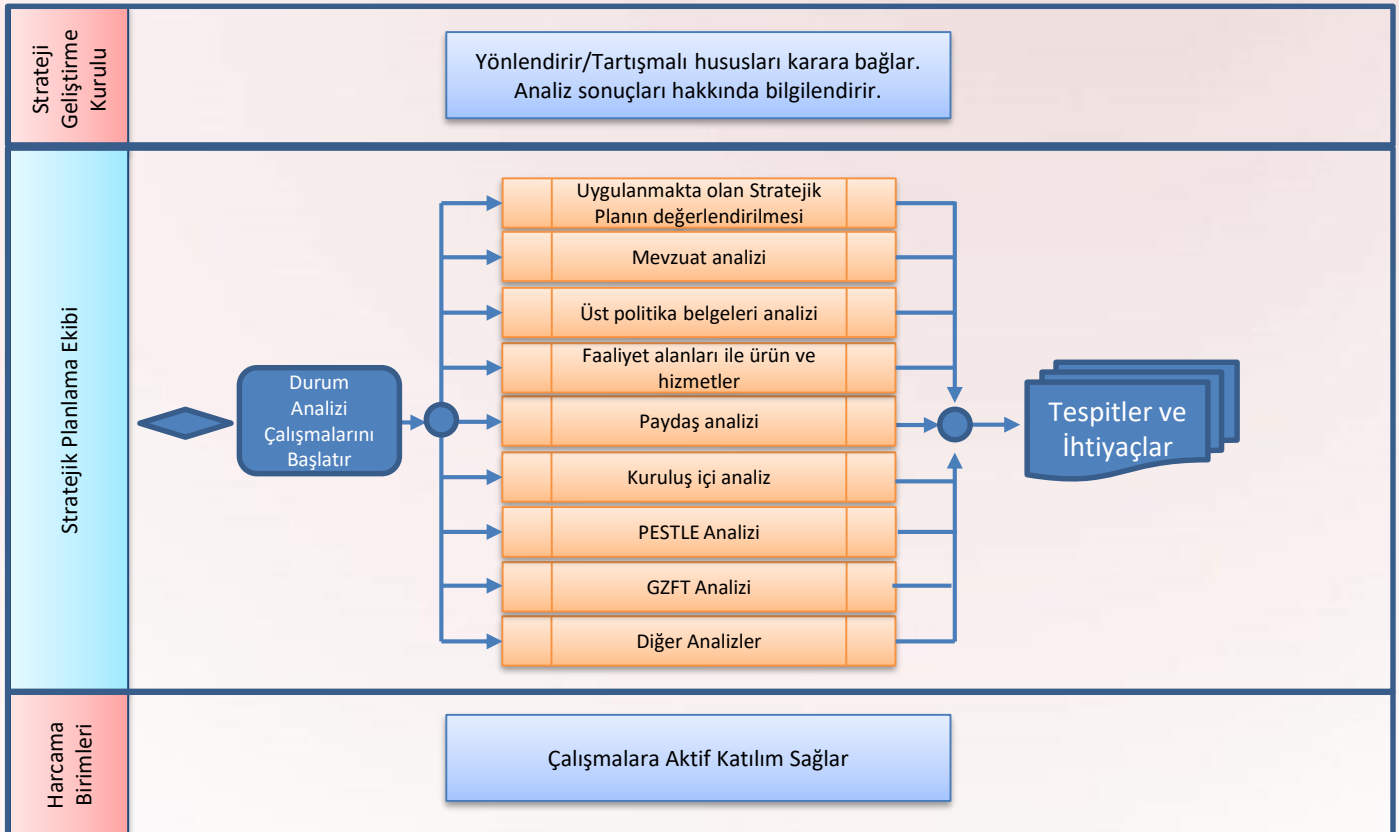 Strateji
Geliştirme
Kurulu
Yönlendirir/Tartışmalı hususları karara bağlar.
Analiz sonuçları hakkında bilgilendirir.
Stratejik Planlama Ekibi
Durum
Analizi
Çalışmalarını
Başlatır
Uygulanmakta olan Stratejik
Planın değerlendirilmesi
Mevzuat analizi
Üst politika belgeleri analizi
Faaliyet alanları ile ürün ve
hizmetler
Paydaş analizi
Kuruluş içi analiz
PESTLE Analizi
GZFT Analizi
Diğer Analizler
Tespitler ve
İhtiyaçlar
Harcama
Birimleri
Çalışmalara Aktif Katılım Sağlar